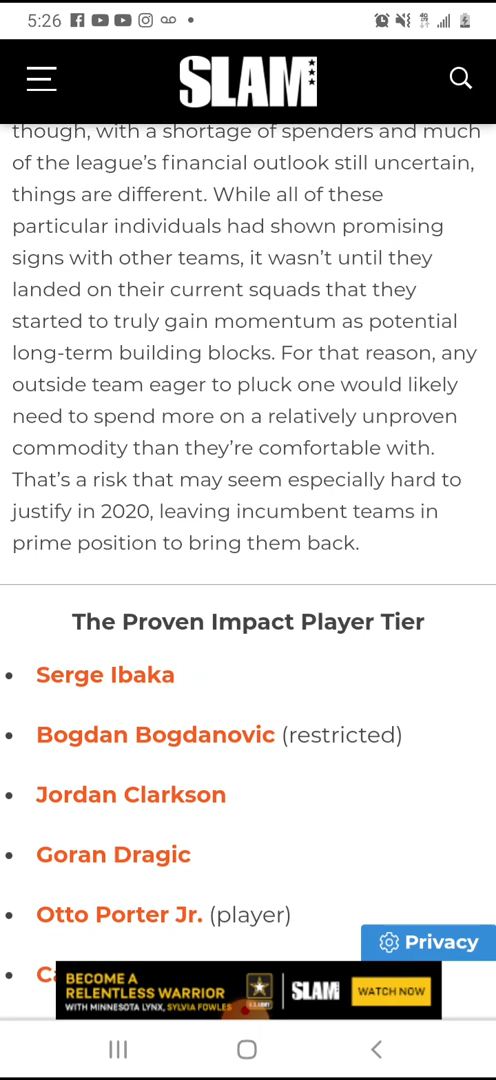 5:26
SLAM
though, with a shortage of spenders and much
of the league's financial outlook still uncertain,
things are different. While all of these
particular individuals had shown promising
signs with other teams, it wasn't until they
landed on their current squads that they
started to truly gain momentum as potential
long-term building blocks. For that reason, any
outside team eager to pluck one would likely
need to spend more on a relatively unproven
commodity than they're comfortable with.
That's a risk that may seem especially hard to
justify in 2020, leaving incumbent teams in
prime position to bring them back.
The Proven Impact Player Tier
• Serge Ibaka
• Bogdan Bogdanovic (restricted)
• Jordan Clarkson
• Goran Dragic
• Otto Porter Jr. (player)
Privacy
BECOME A
RELENTLESS WARRIOR
WITH MINNESOTA LYNX, SYLVIA FOWLES
SLAM
WATCH NOW